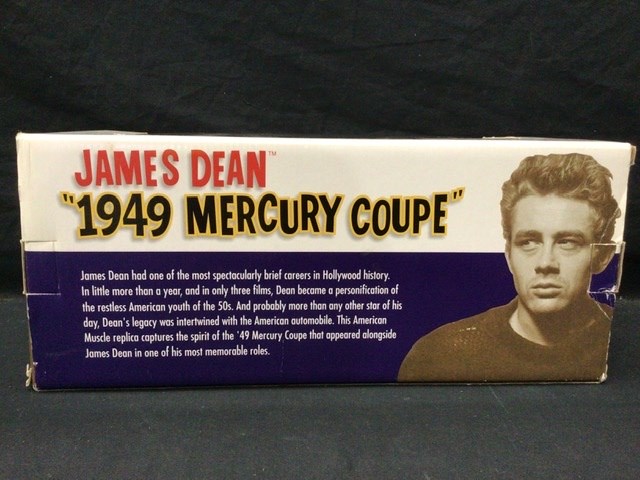 JAMES DEAN™
"1949 MERCURY COUPE"
James Dean had one of the most spectacularly brief careers in Hollywood history.
In little more than a year, and in only three films, Dean became a personification of
the restless American youth of the 50s. And probably more than any other star of his
day, Dean's legacy was intertwined with the American automobile. This American
Muscle replica captures the spirit of the '49 Mercury Coupe that appeared alongside
James Dean in one of his most memorable roles.